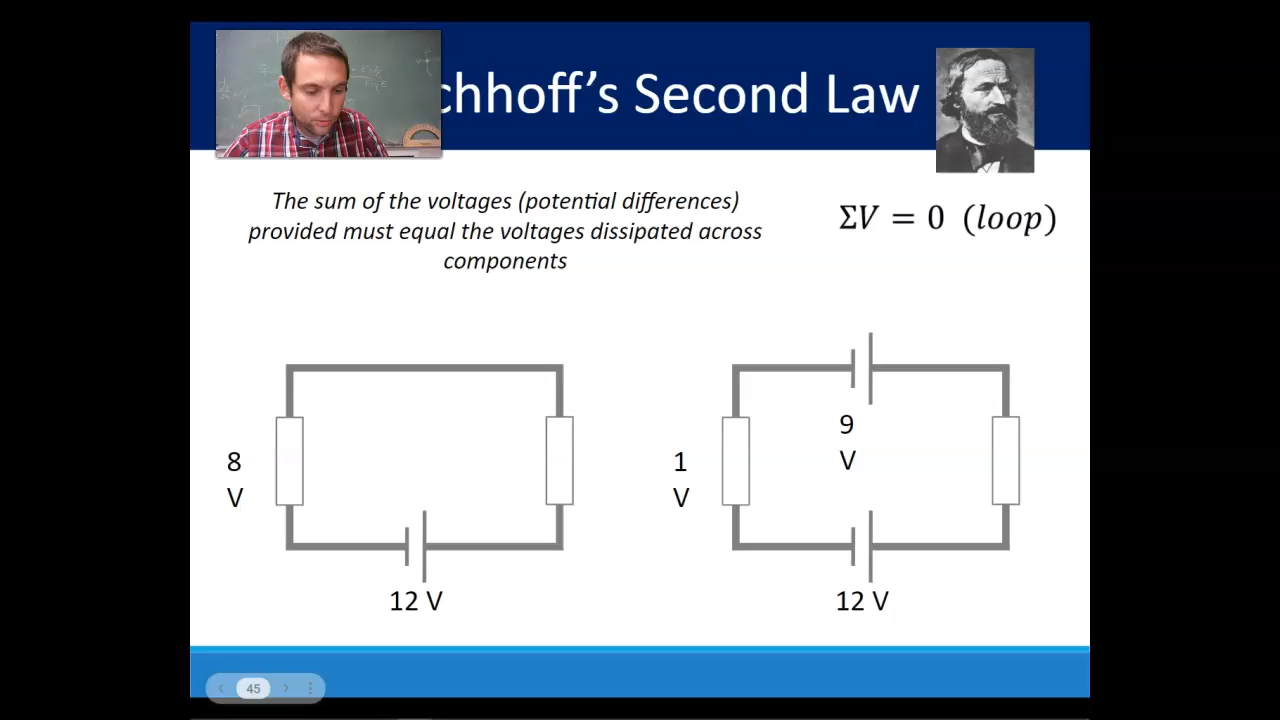 chhoff's Second Law
The sum of the voltages (potential differences)
provided must equal the voltages dissipated across
components
ΣV = 0 (loop)
8
V
12 V
1
V
9
V
12 V
45